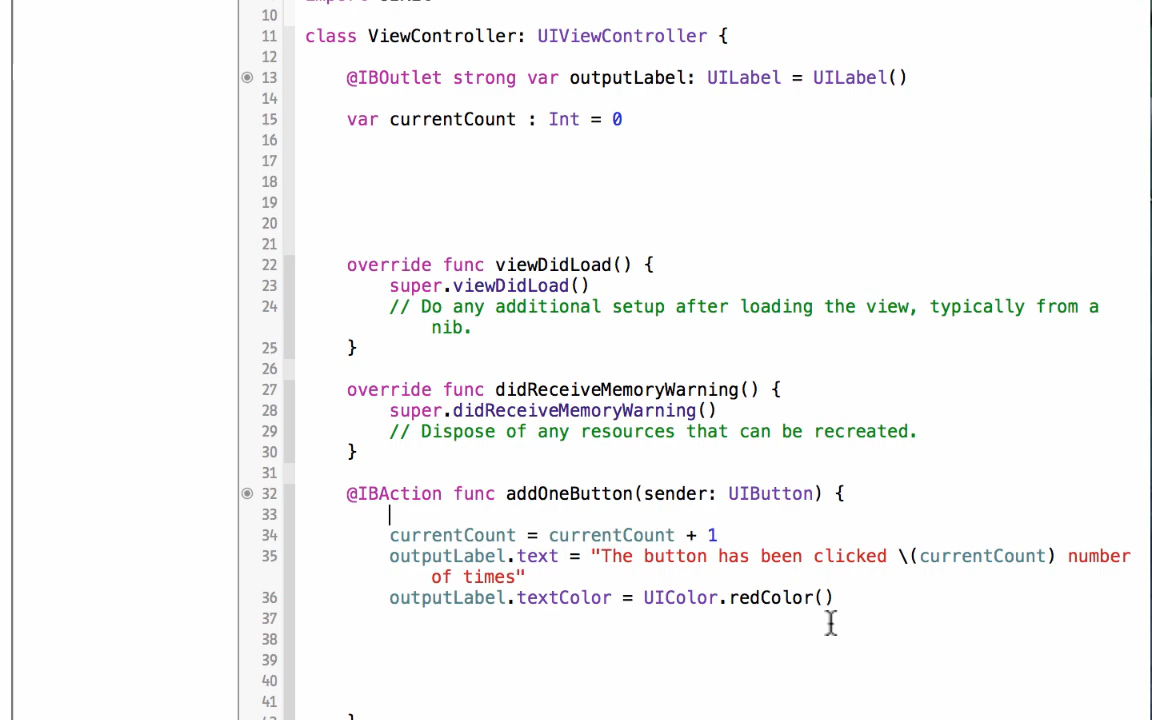 10
11 class ViewController: UIViewController {
12
13 @IBOutlet strong var outputLabel: UILabel = UILabel()
14
15 var currentCount : Int = 0
16
17
18
19
20
21
22 override func viewDidLoad() {
23 super.viewDidLoad()
24 // Do any additional setup after loading the view, typically from a
nib.
25 }
26
27 override func didReceiveMemoryWarning() {
28 super.didReceiveMemoryWarning()
29 // Dispose of any resources that can be recreated.
30 }
31
32 @IBAction func addOneButton(sender: UIButton) {
33
34 currentCount = currentCount + 1
35 outputLabel.text = "The button has been clicked \(currentCount) number
of times"
36 outputLabel.textColor = UIColor.redColor()
37
38
39
40
41
}